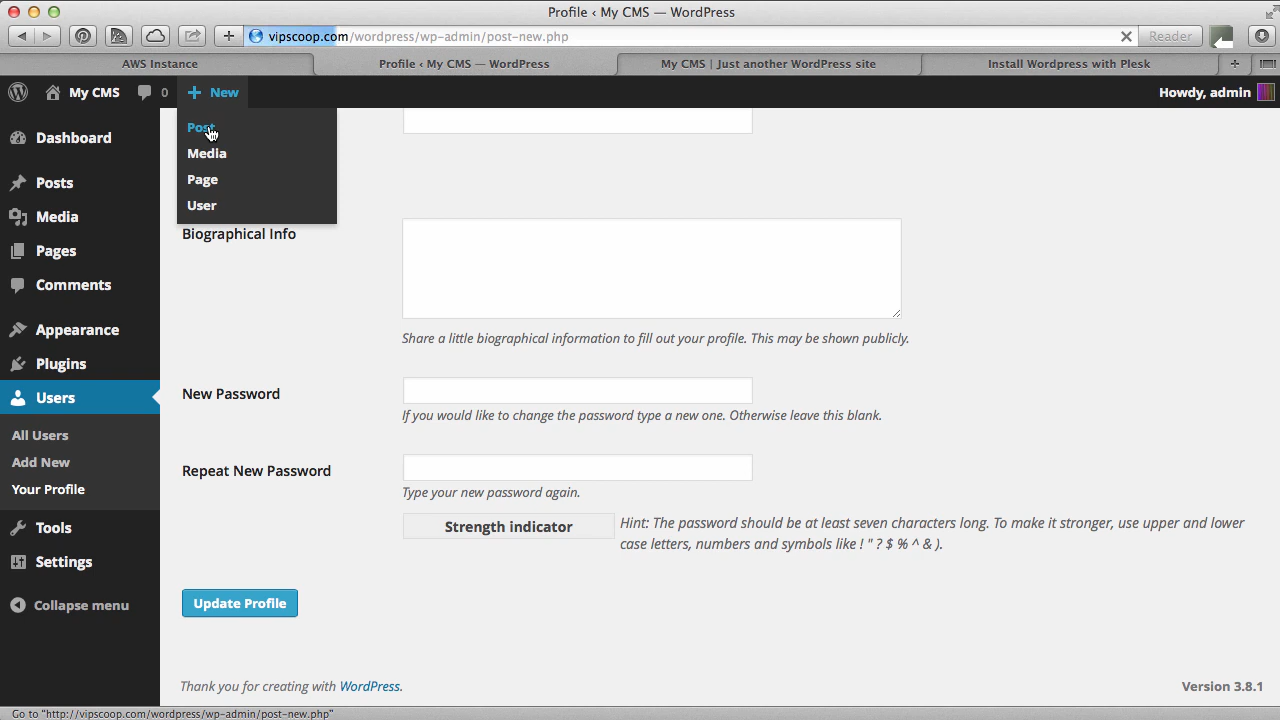 Profile ‹ My CMS — WordPress
vipscoop.com/wordpress/wp-admin/post-new.php
Reader
AWS Instance
Profile ‹ My CMS — WordPress
My CMS | Just another WordPress site
Install Wordpress with Plesk
My CMS
0
+ New
Howdy, admin
Post
Media
Page
User
Dashboard
Posts
Media
Pages
Comments
Appearance
Plugins
Users
All Users
Add New
Your Profile
Tools
Settings
Collapse menu
Biographical Info
Share a little biographical information to fill out your profile. This may be shown publicly.
New Password
If you would like to change the password type a new one. Otherwise leave this blank.
Repeat New Password
Type your new password again.
Strength indicator
Hint: The password should be at least seven characters long. To make it stronger, use upper and lower
case letters, numbers and symbols like ! " ? $ % ^ & ).
Update Profile
Thank you for creating with WordPress.
Version 3.8.1
Go to "http://vipscoop.com/wordpress/wp-admin/post-new.php"